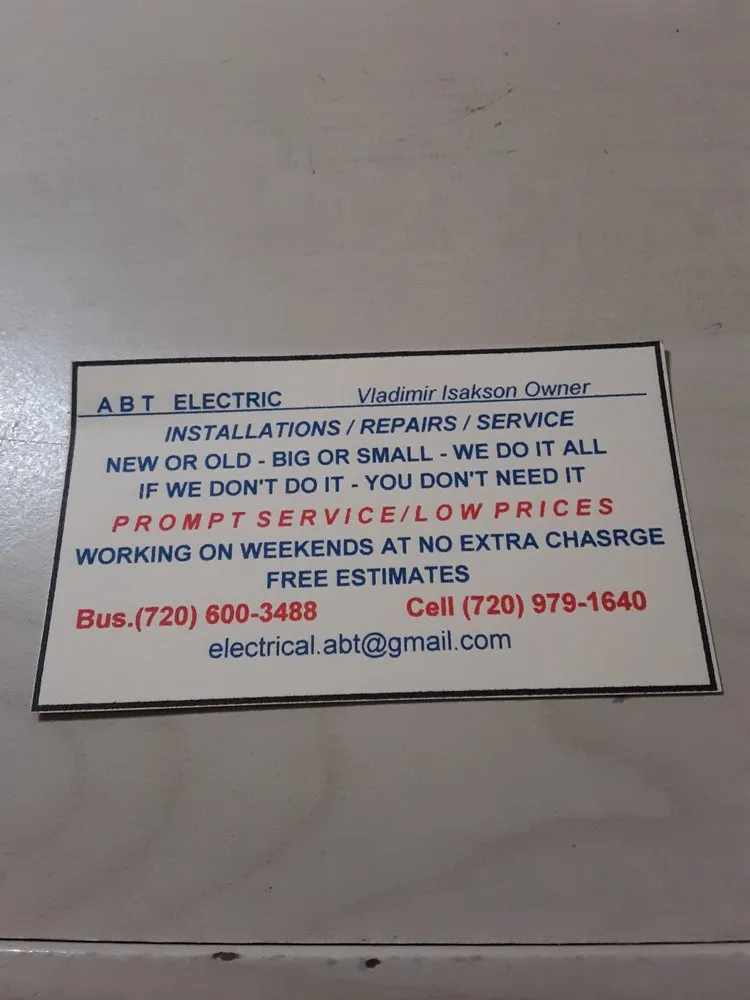 ABT ELECTRIC Vladimir Isakson Owner
INSTALLATIONS / REPAIRS / SERVICE
NEW OR OLD - BIG OR SMALL - WE DO IT ALL
IF WE DON'T DO IT - YOU DON'T NEED IT
PROMPT SERVICE/LOW PRICES
WORKING ON WEEKENDS AT NO EXTRA CHASRGE
FREE ESTIMATES
Bus.(720) 600-3488 Cell (720) 979-1640
electrical.abt@gmail.com